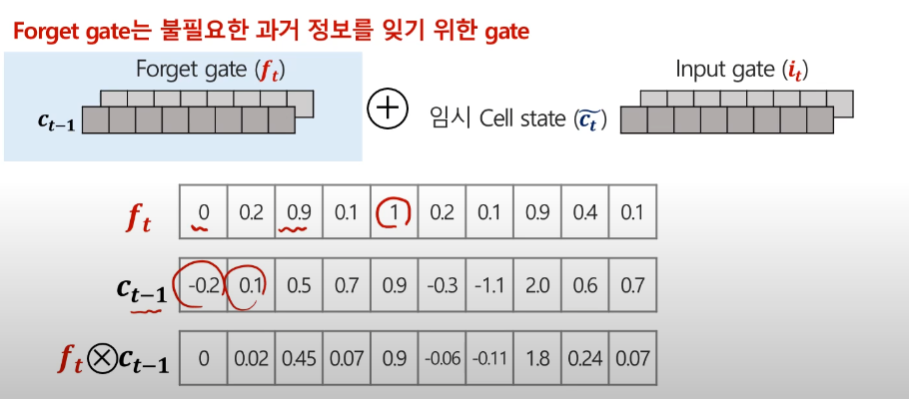 Forget gate는 불필요한 과거 정보를 잊기 위한 gate
Forget gate (f_t)
Input gate (i_t)
c_{t-1}
⊕
임시 Cell state (\tilde{c_t})
f_t 0 0.2 0.9 0.1 1 0.2 0.1 0.9 0.4 0.1
c_{t-1} -0.2 0.1 0.5 0.7 0.9 -0.3 -1.1 2.0 0.6 0.7
f_t⊗c_{t-1} 0 0.02 0.45 0.07 0.9 -0.06 -0.11 1.8 0.24 0.07